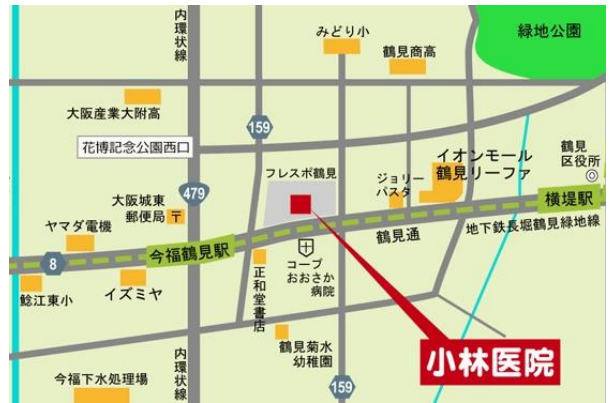 内環状線
みどり小
鶴見商高
緑地公園
大阪産業大附高
159
花博記念公園西口
フレスポ鶴見
イオンモール
鶴見リーファ
鶴見
区役所
ジョリー
パスタ
479
大阪城東
郵便局
〒
横堤駅
ヤマダ電機
今福鶴見駅
鶴見通
地下鉄長堀鶴見緑地線
8
コープ
おおさか
病院
正和堂書店
鯰江東小
イズミヤ
鶴見菊水
幼稚園
小林医院
内環状線
今福下水処理場
159